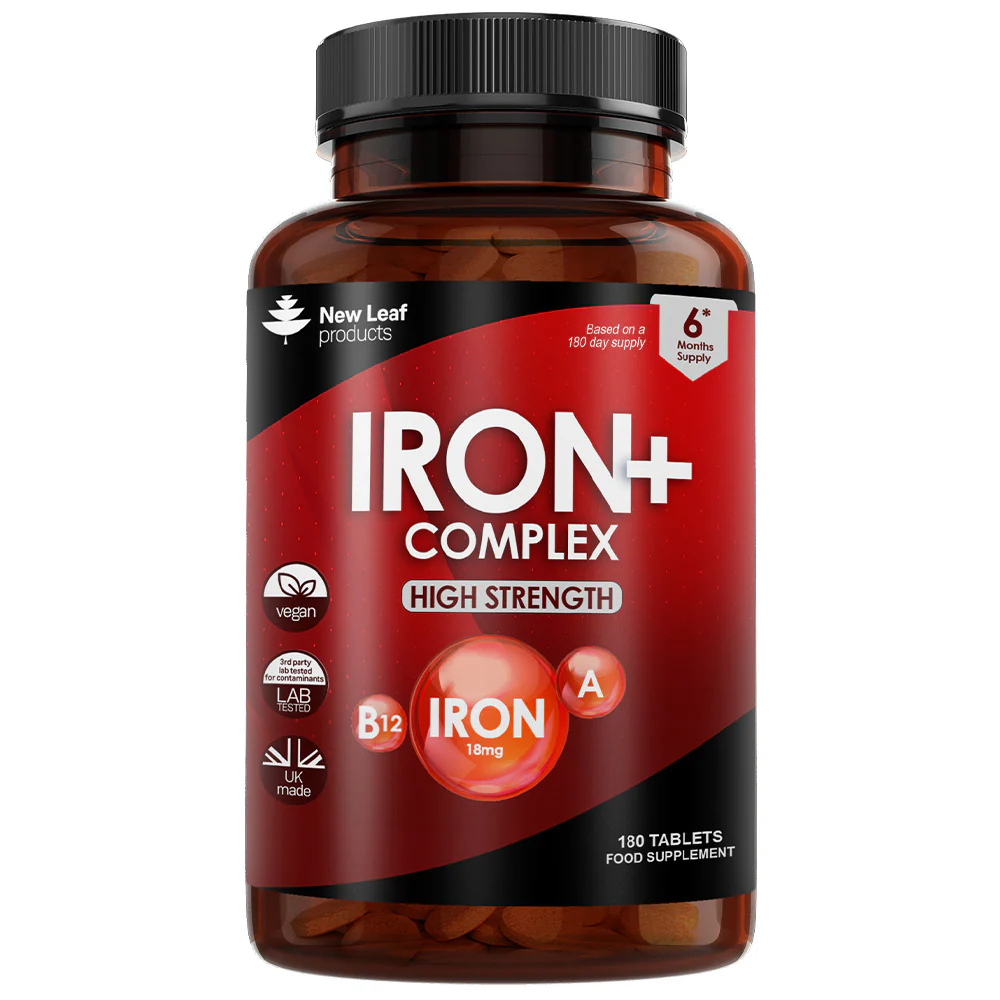 New Leaf
products
Based on a
180 day supply
6*
Months
Supply
IRON+
COMPLEX
HIGH STRENGTH
vegan
3rd party
lab tested
for contaminants
LAB
TESTED
UK
made
B12
IRON
18mg
A
180 TABLETS
FOOD SUPPLEMENT